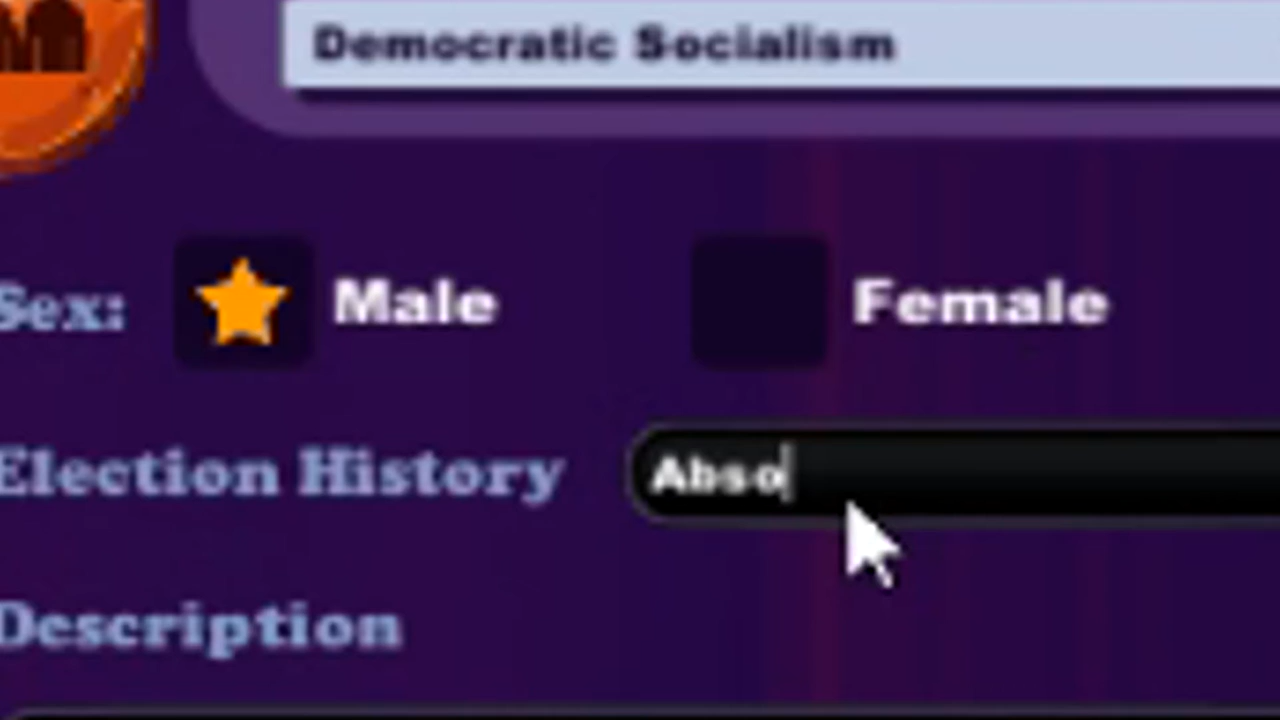 Democratic Socialism
Sex: Male Female
Election History Abso
Description